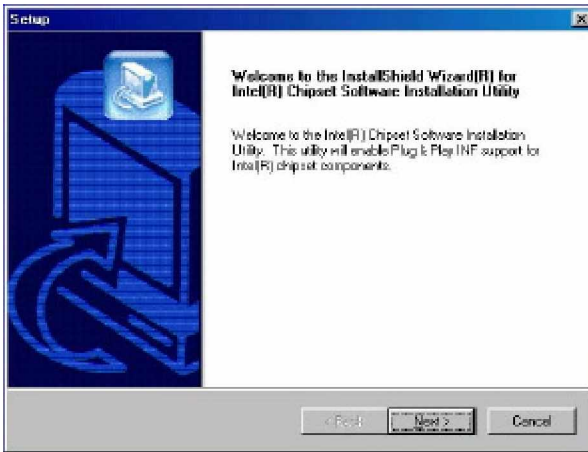 Setup
Welcome to the InstallShield Wizard(R) for
Intel(R) Chipset Software Installation Utility
Welcome to the Intel(R) Chipset Software Installation
Utility. This utility will enable Plug & Play INF support for
Intel(R) chipset components.
< Back
Next >
Cancel